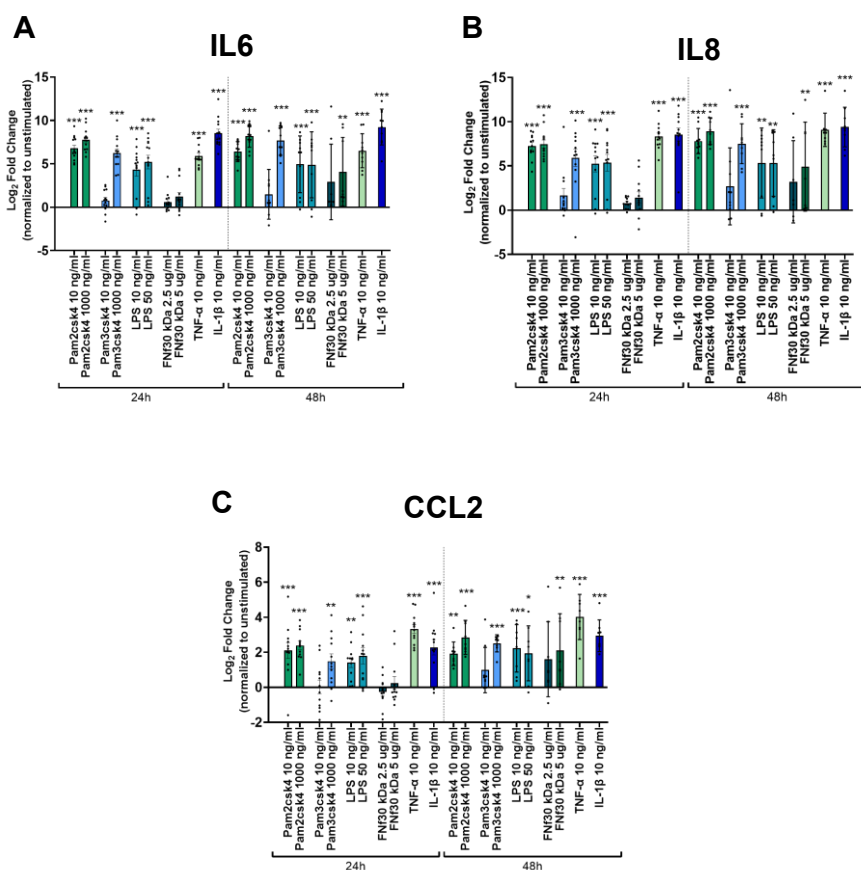 A
IL6
Log2 Fold Change
(normalized to unstimulated)
15
10
5
0
-5
*** *** *** *** *** *** *** *** *** *** *** *** ** *** ***
Pam2csk4 10 ng/ml
Pam2csk4 1000 ng/ml
Pam3csk4 10 ng/ml
Pam3csk4 1000 ng/ml
LPS 10 ng/ml
LPS 50 ng/ml
FNf30 kDa 2.5 ug/ml
FNf30 kDa 5 ug/ml
TNF-α 10 ng/ml
IL-1β 10 ng/ml
Pam2csk4 10 ng/ml
Pam2csk4 1000 ng/ml
Pam3csk4 10 ng/ml
Pam3csk4 1000 ng/ml
LPS 10 ng/ml
LPS 50 ng/ml
FNf30 kDa 2.5 ug/ml
FNf30 kDa 5 ug/ml
TNF-α 10 ng/ml
IL-1β 10 ng/ml
24h
48h
B
IL8
Log2 Fold Change
(normalized to unstimulated)
15
10
5
0
-5
*** *** *** *** *** *** *** *** *** *** ** ** ** *** ***
Pam2csk4 10 ng/ml
Pam2csk4 1000 ng/ml
Pam3csk4 10 ng/ml
Pam3csk4 1000 ng/ml
LPS 10 ng/ml
LPS 50 ng/ml
FNf30 kDa 2.5 ug/ml
FNf30 kDa 5 ug/ml
TNF-α 10 ng/ml
IL-1β 10 ng/ml
Pam2csk4 10 ng/ml
Pam2csk4 1000 ng/ml
Pam3csk4 10 ng/ml
Pam3csk4 1000 ng/ml
LPS 10 ng/ml
LPS 50 ng/ml
FNf30 kDa 2.5 ug/ml
FNf30 kDa 5 ug/ml
TNF-α 10 ng/ml
IL-1β 10 ng/ml
24h
48h
C
CCL2
Log2 Fold Change
(normalized to unstimulated)
8
6
4
2
0
-2
*** *** ** ** *** *** *** ** *** *** *** * ** *** ***
Pam2csk4 10 ng/ml
Pam2csk4 1000 ng/ml
Pam3csk4 10 ng/ml
Pam3csk4 1000 ng/ml
LPS 10 ng/ml
LPS 50 ng/ml
FNf30 kDa 2.5 ug/ml
FNf30 kDa 5 ug/ml
TNF-α 10 ng/ml
IL-1β 10 ng/ml
Pam2csk4 10 ng/ml
Pam2csk4 1000 ng/ml
Pam3csk4 10 ng/ml
Pam3csk4 1000 ng/ml
LPS 10 ng/ml
LPS 50 ng/ml
FNf30 kDa 2.5 ug/ml
FNf30 kDa 5 ug/ml
TNF-α 10 ng/ml
IL-1β 10 ng/ml
24h
48h